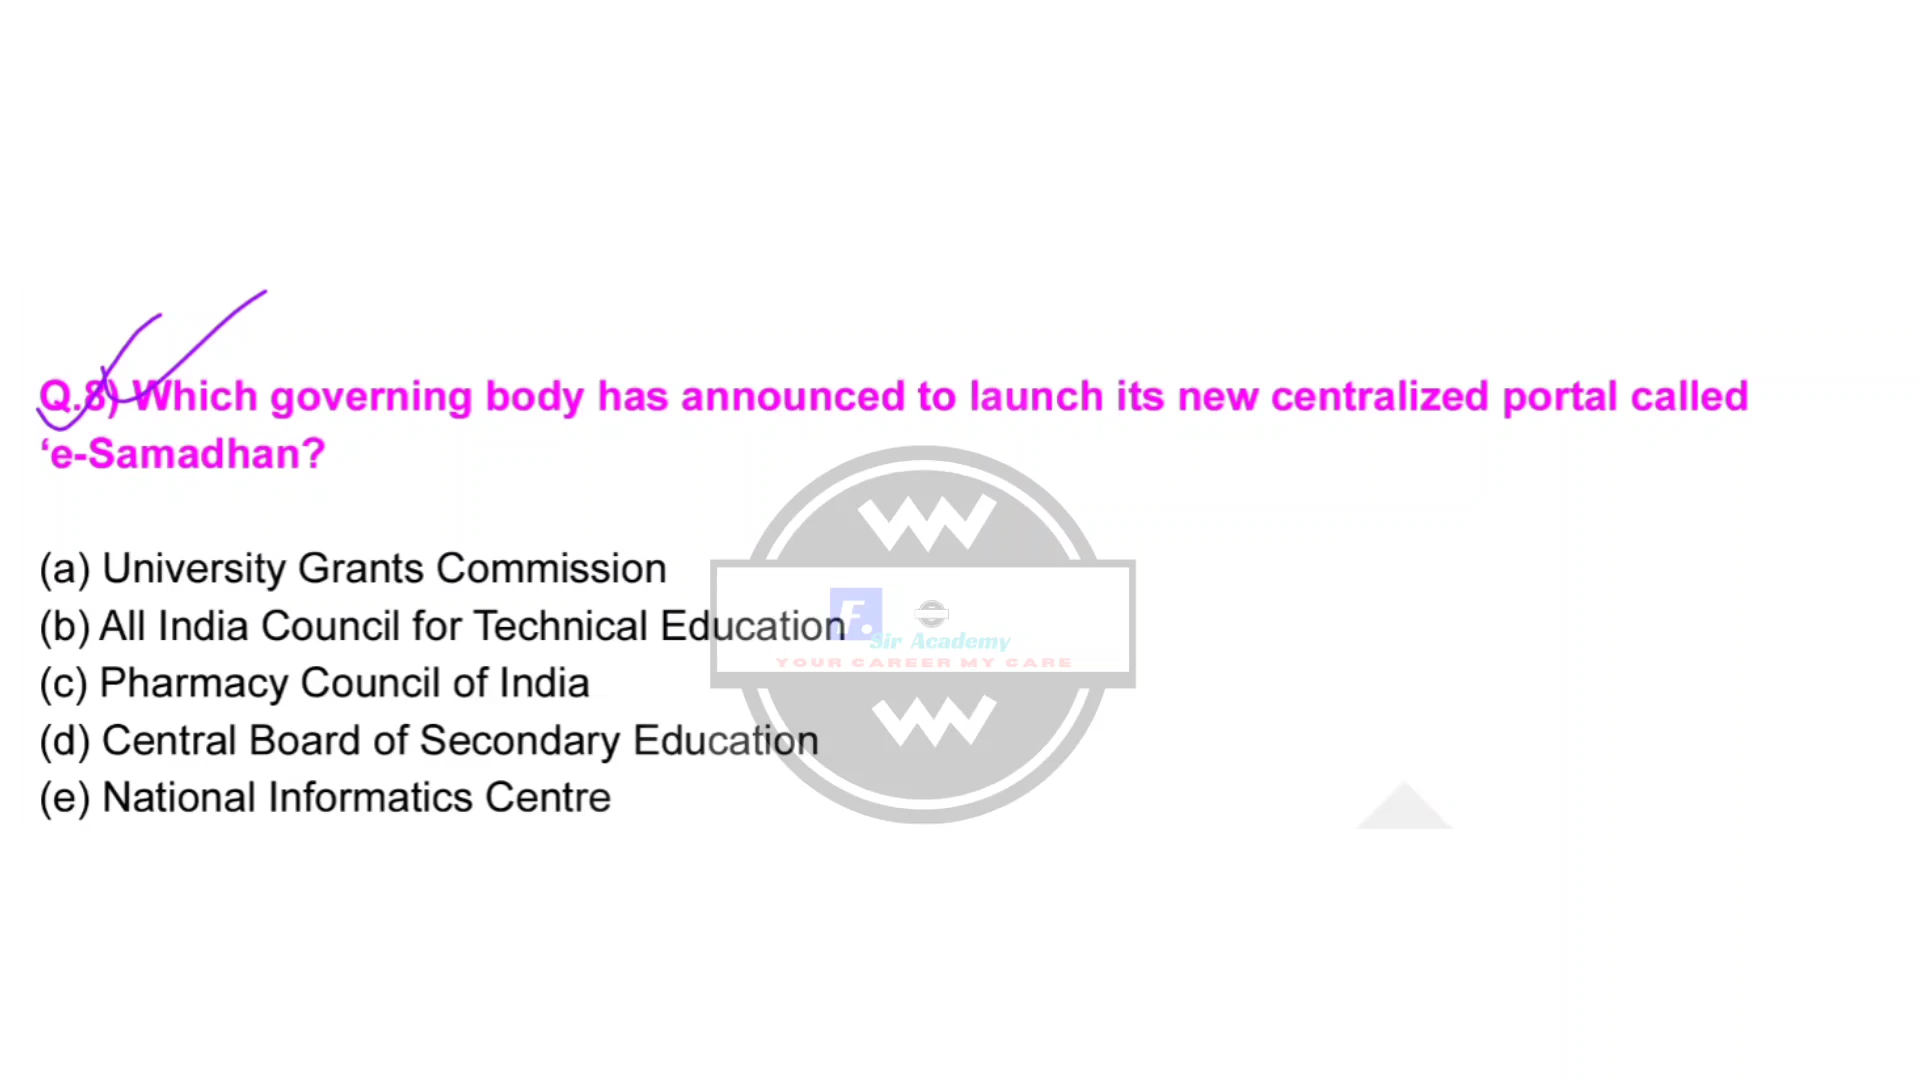 Q.8) Which governing body has announced to launch its new centralized portal called
‘e-Samadhan?
(a) University Grants Commission
(b) All India Council for Technical Education
(c) Pharmacy Council of India
(d) Central Board of Secondary Education
(e) National Informatics Centre
F.
Sir Academy
YOUR CAREER MY CARE